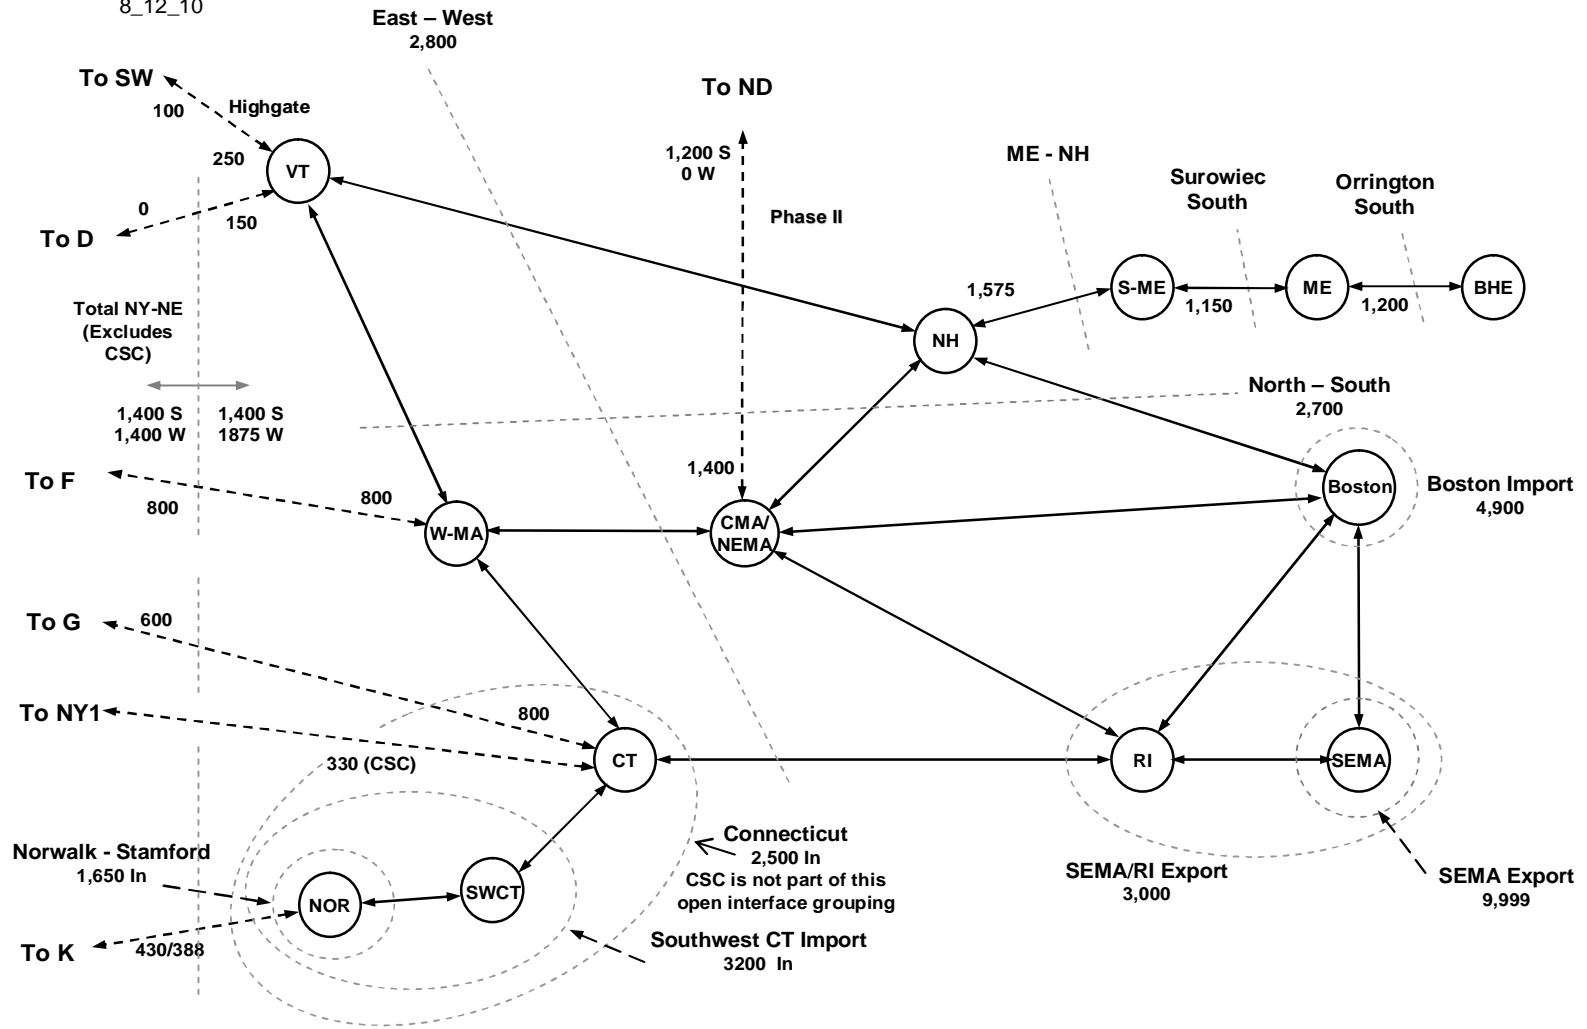 8_12_10
East – West
2,800
To SW
100
Highgate
250
VT
To ND
1,200 S
0 W
Phase II
ME - NH
Surowiec
South
Orrington
South
0
150
To D
1,575
S-ME
1,150
ME
1,200
BHE
NH
Total NY-NE
(Excludes
CSC)
1,400 S
1,400 W
1,400 S
1875 W
North – South
2,700
To F
800
800
1,400
W-MA
CMA/
NEMA
Boston
Boston Import
4,900
To G
600
To NY1
800
330 (CSC)
CT
RI
SEMA
Norwalk - Stamford
1,650 In
NOR
SWCT
To K
430/388
Connecticut
2,500 In
CSC is not part of this
open interface grouping
Southwest CT Import
3200 In
SEMA/RI Export
3,000
SEMA Export
9,999